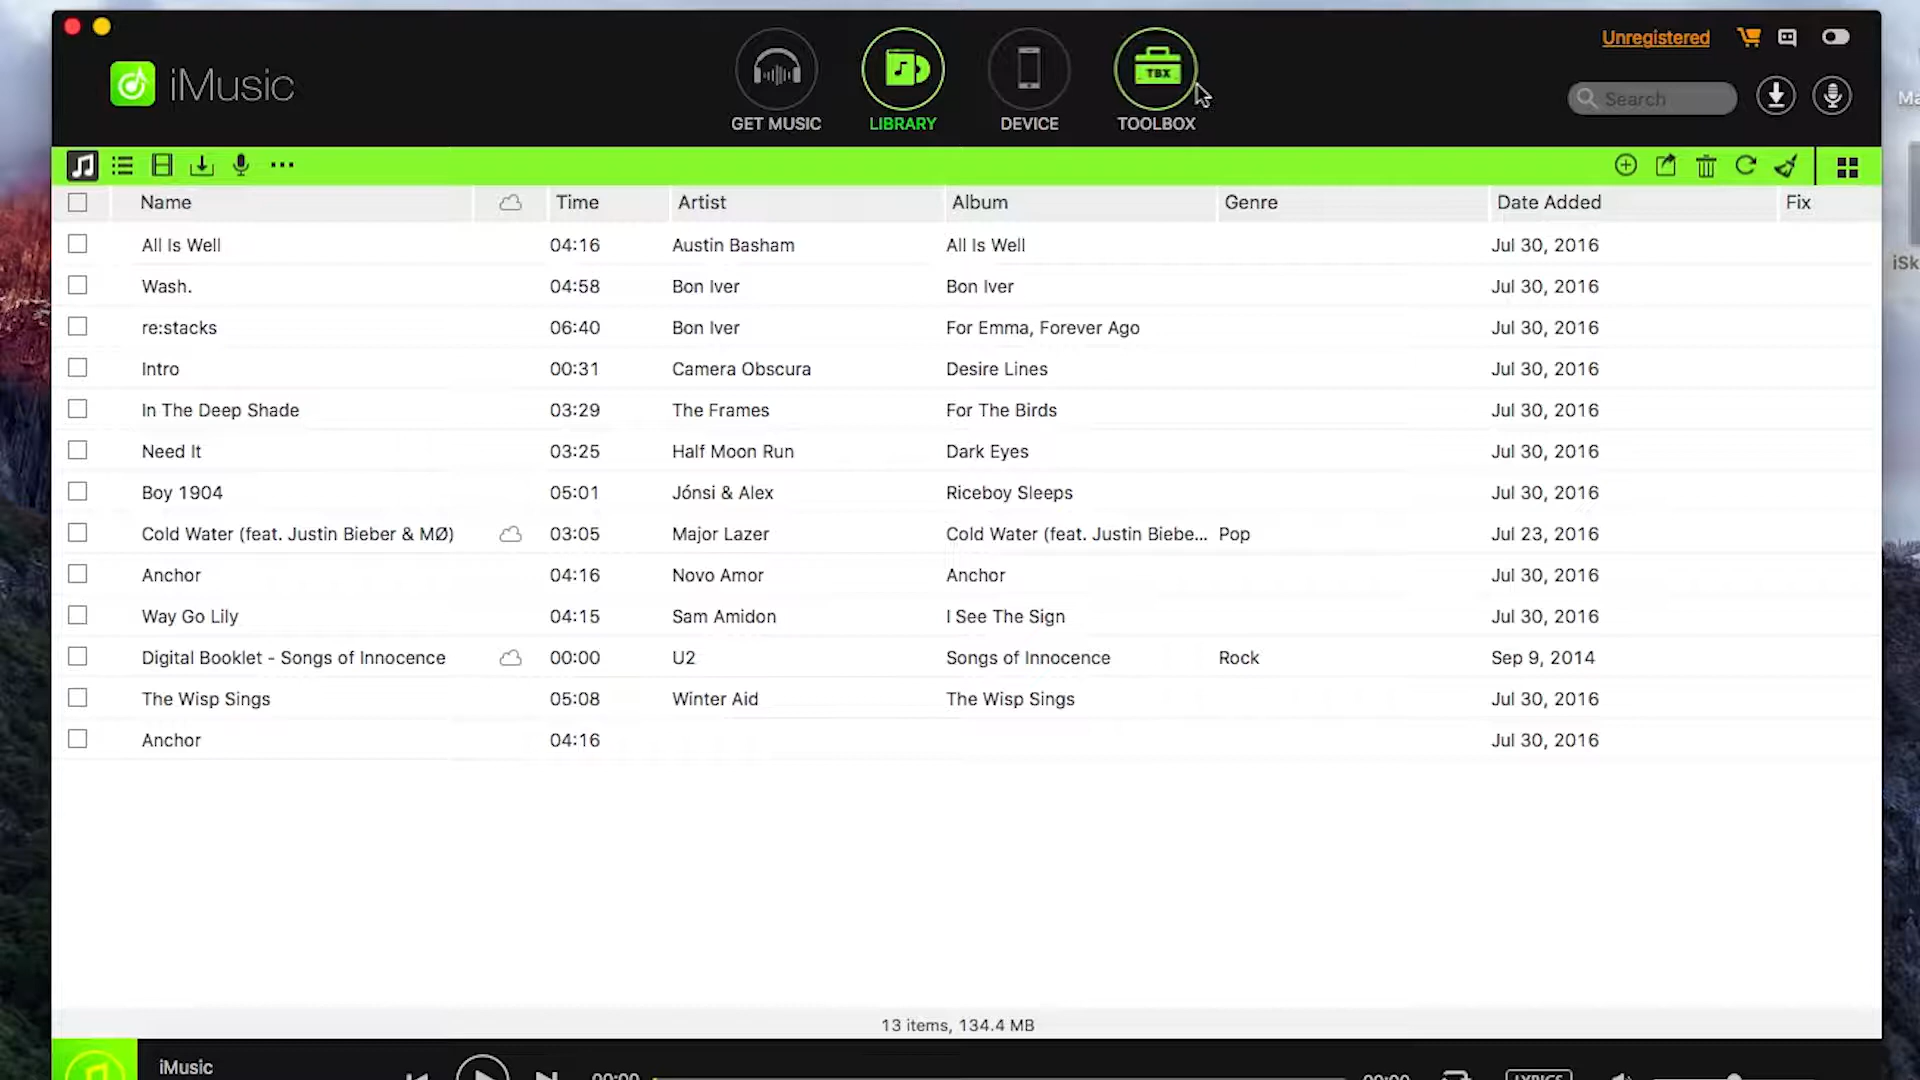 Unregistered
iMusic
TBX
Search
GET MUSIC LIBRARY DEVICE TOOLBOX
Name Time Artist Album Genre Date Added Fix
All Is Well 04:16 Austin Basham All Is Well Jul 30, 2016
Wash. 04:58 Bon Iver Bon Iver Jul 30, 2016
re:stacks 06:40 Bon Iver For Emma, Forever Ago Jul 30, 2016
Intro 00:31 Camera Obscura Desire Lines Jul 30, 2016
In The Deep Shade 03:29 The Frames For The Birds Jul 30, 2016
Need It 03:25 Half Moon Run Dark Eyes Jul 30, 2016
Boy 1904 05:01 Jónsi & Alex Riceboy Sleeps Jul 30, 2016
Cold Water (feat. Justin Bieber & MØ) 03:05 Major Lazer Cold Water (feat. Justin Biebe... Pop Jul 23, 2016
Anchor 04:16 Novo Amor Anchor Jul 30, 2016
Way Go Lily 04:15 Sam Amidon I See The Sign Jul 30, 2016
Digital Booklet - Songs of Innocence 00:00 U2 Songs of Innocence Rock Sep 9, 2014
The Wisp Sings 05:08 Winter Aid The Wisp Sings Jul 30, 2016
Anchor 04:16 Jul 30, 2016
13 items, 134.4 MB
iMusic
00:00 00:00 LYRICS